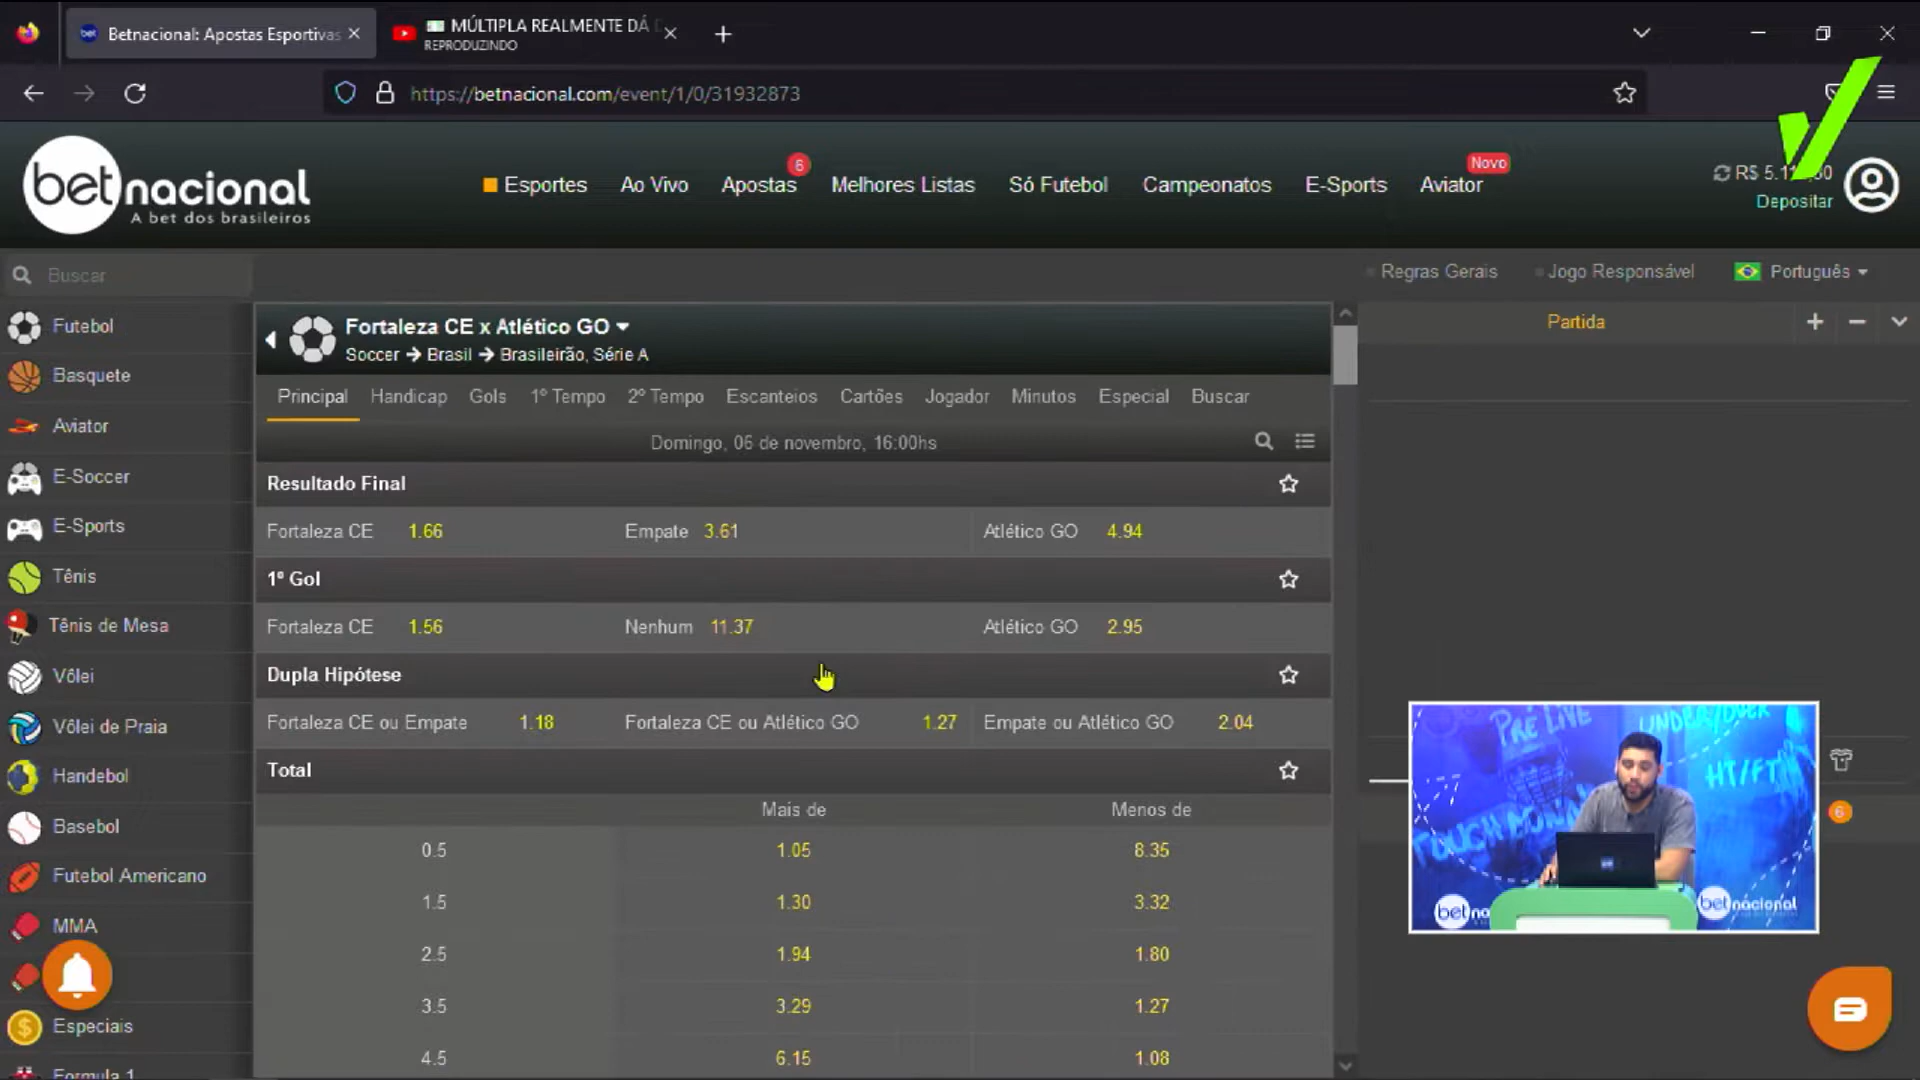 Betnacional: Apostas Esportivas
MÚLTIPLA REALMENTE DÁ
REPRODUZINDO
https://betnacional.com/event/1/0/31932873
betnacional
A bet dos brasileiros
Esportes
Ao Vivo
Apostas
6
Melhores Listas
Só Futebol
Campeonatos
E-Sports
Aviator
Novo
Depositar
Buscar
Regras Gerais
Jogo Responsável
Português
Futebol
Basquete
Aviator
E-Soccer
E-Sports
Tênis
Tênis de Mesa
Vôlei
Vôlei de Praia
Handebol
Basebol
Futebol Americano
MMA
Especiais
Formula 1
Fortaleza CE x Atlético GO
Soccer → Brasil → Brasileirão, Série A
Principal Handicap Gols 1º Tempo 2º Tempo Escanteios Cartões Jogador Minutos Especial Buscar
Domingo, 06 de novembro, 16:00hs
Resultado Final
Fortaleza CE 1.66 Empate 3.61 Atlético GO 4.94
1º Gol
Fortaleza CE 1.56 Nenhum 11.37 Atlético GO 2.95
Dupla Hipótese
Fortaleza CE ou Empate 1.18 Fortaleza CE ou Atlético GO 1.27 Empate ou Atlético GO 2.04
Total
Mais de Menos de
0.5 1.05 8.35
1.5 1.30 3.32
2.5 1.94 1.80
3.5 3.29 1.27
4.5 6.15 1.08
Partida
PRÉ LIVE
UNDER/OVER
HT/FT
betnacional
6